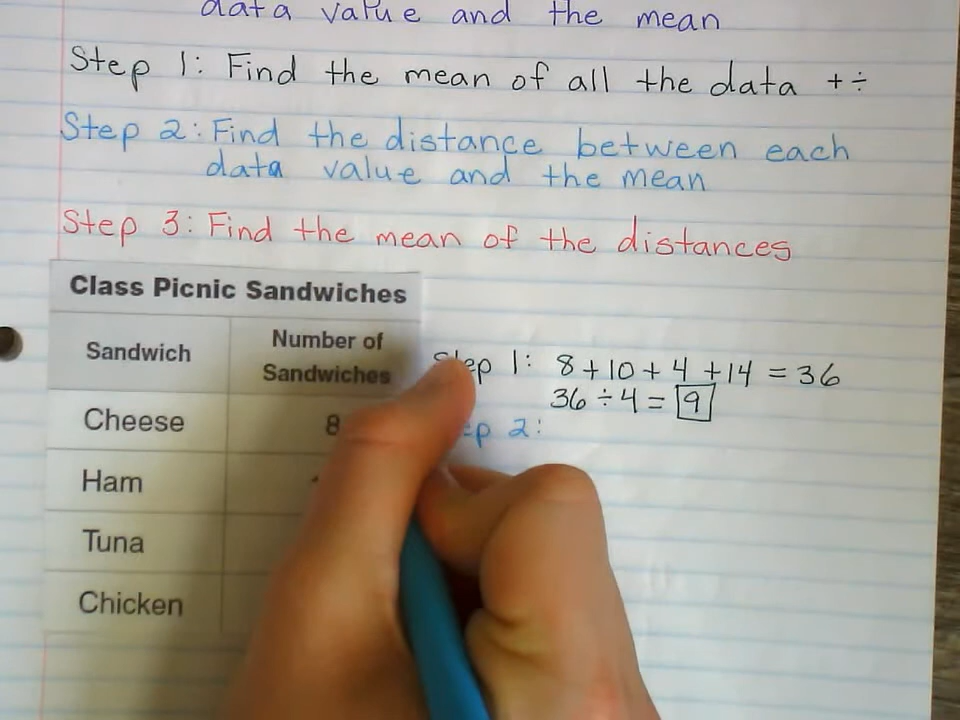 data value and the mean
Step 1: Find the mean of all the data + ÷
Step 2: Find the distance between each
data value and the mean
Step 3: Find the mean of the distances
Class Picnic Sandwiches
Sandwich
Number of
Sandwiches
Cheese 8
Ham
Tuna
Chicken
Step 1: 8 + 10 + 4 + 14 = 36
36 ÷ 4 = 9
2: